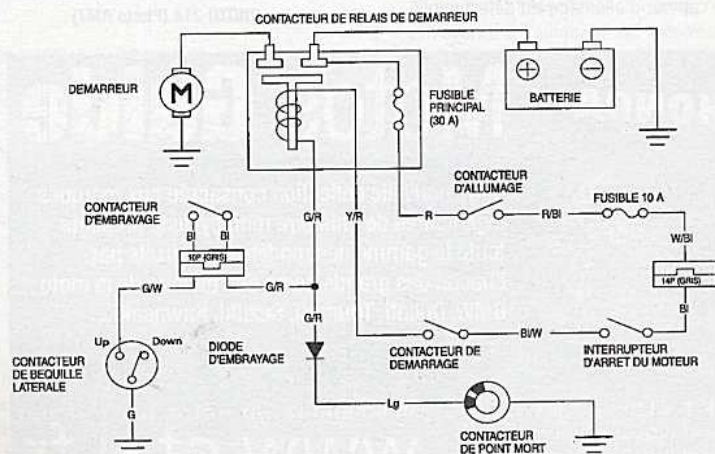 CONTACTEUR DE RELAIS DE DEMARREUR
DEMARREUR
M
FUSIBLE
PRINCIPAL
(30 A)
BATTERIE
CONTACTEUR
D'ALLUMAGE
FUSIBLE 10 A
CONTACTEUR
D'EMBRAYAGE
G/R
Y/R
R
R/Bl
W/Bl
Bl
Bl
10P (GRIS)
14P (GRIS)
G/W
G/R
Bl
G/R
Up
Down
DIODE
D'EMBRAYAGE
CONTACTEUR DE
DEMARRAGE
Bl/W
INTERRUPTEUR
D'ARRET DU MOTEUR
CONTACTEUR
DE BEQUILLE
LATERALE
G
Lg
CONTACTEUR
DE POINT MORT